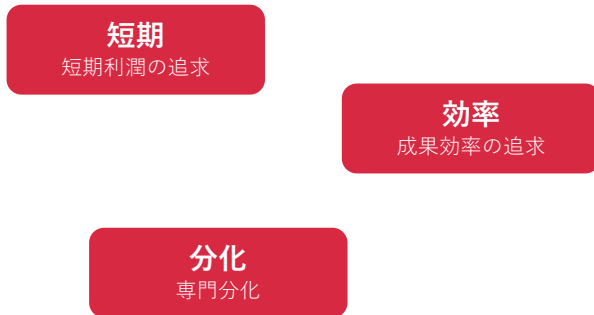 短期
短期利潤の追求
効率
成果効率の追求
分化
専門分化